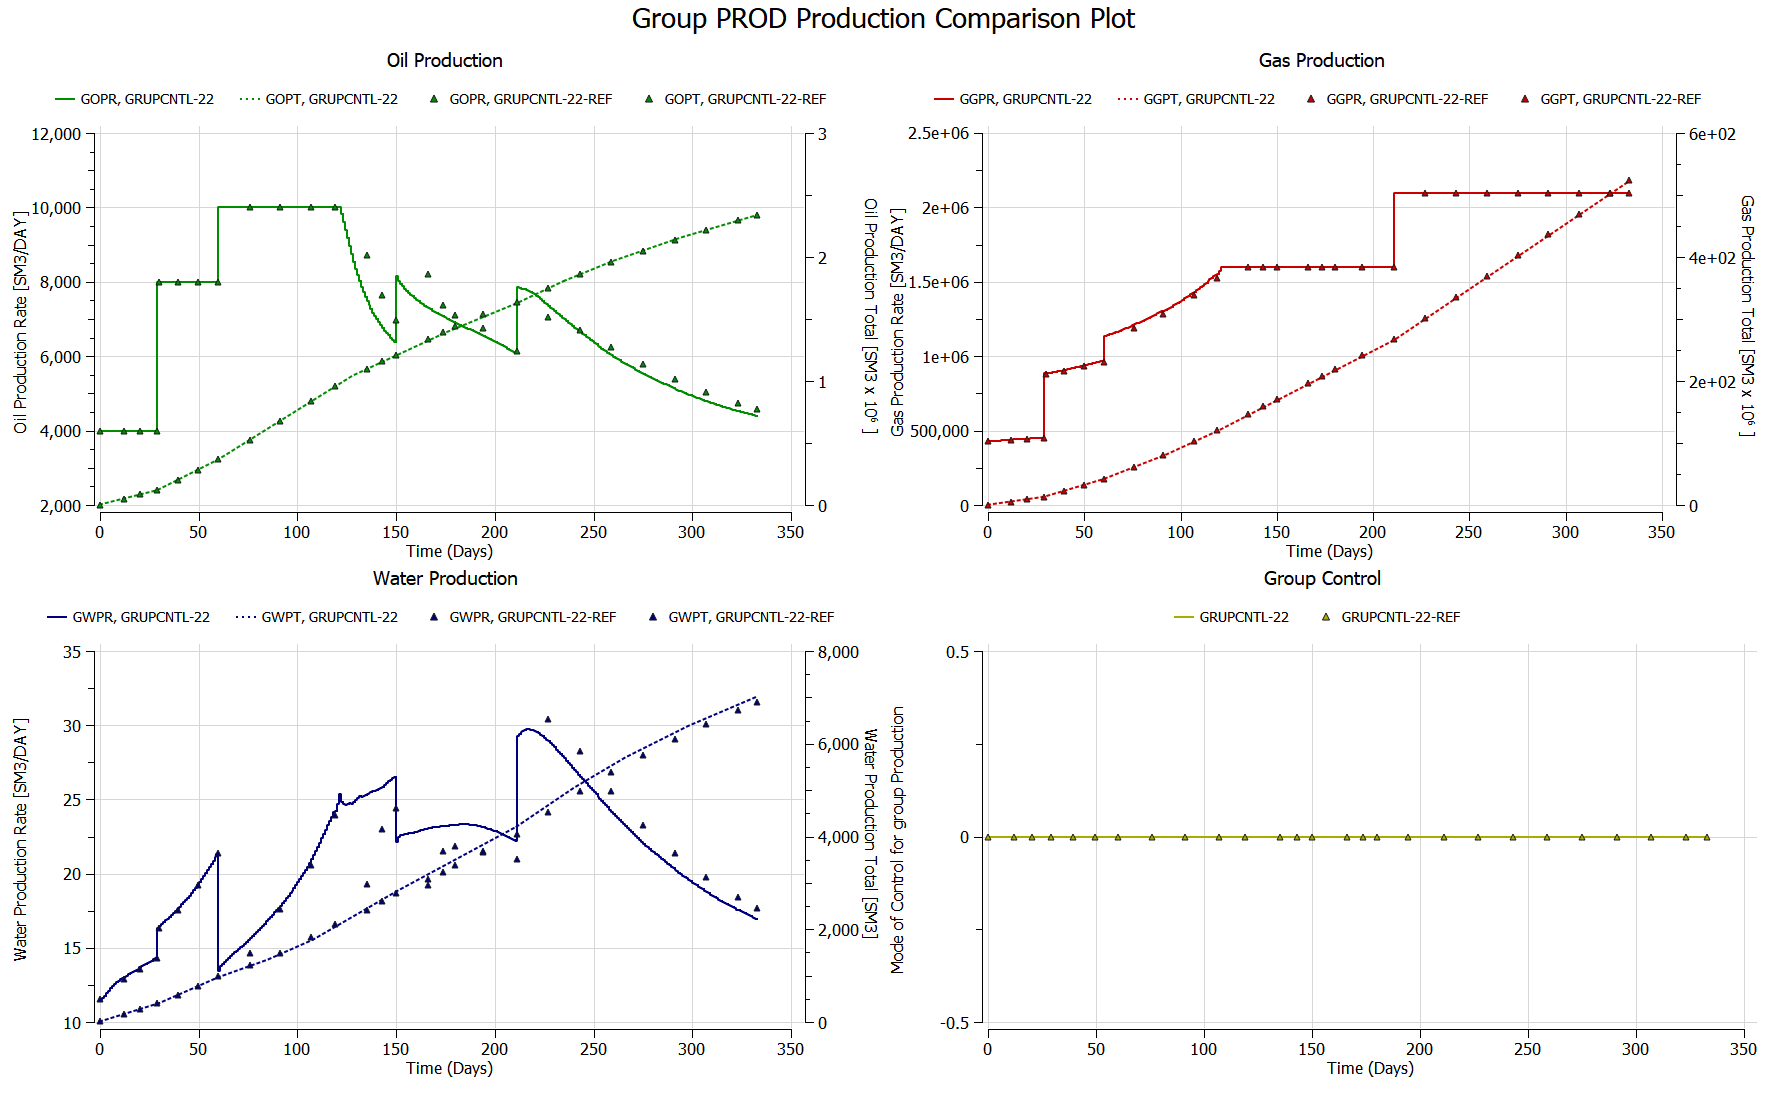 Group PROD Production Comparison Plot
Oil Production
GOPR, GRUPCNTL-22 GOPT, GRUPCNTL-22 GOPR, GRUPCNTL-22-REF GOPT, GRUPCNTL-22-REF
12,000
10,000
8,000
6,000
4,000
2,000
Oil Production Rate [SM3/DAY]
3
2
1
0
Oil Production Total [SM3 x 10⁶ ]
0 50 100 150 200 250 300 350
Time (Days)
Gas Production
GGPR, GRUPCNTL-22 GGPT, GRUPCNTL-22 GGPR, GRUPCNTL-22-REF GGPT, GRUPCNTL-22-REF
2.5e+06
2e+06
1.5e+06
1e+06
500,000
0
Gas Production Rate [SM3/DAY]
6e+02
4e+02
2e+02
0
Gas Production Total [SM3 x 10⁶ ]
0 50 100 150 200 250 300 350
Time (Days)
Water Production
GWPR, GRUPCNTL-22 GWPT, GRUPCNTL-22 GWPR, GRUPCNTL-22-REF GWPT, GRUPCNTL-22-REF
35
30
25
20
15
10
Water Production Rate [SM3/DAY]
8,000
6,000
4,000
2,000
0
Water Production Total [SM3]
0 50 100 150 200 250 300 350
Time (Days)
Group Control
GRUPCNTL-22 GRUPCNTL-22-REF
0.5
0
-0.5
Mode of Control for group Production
0 50 100 150 200 250 300 350
Time (Days)